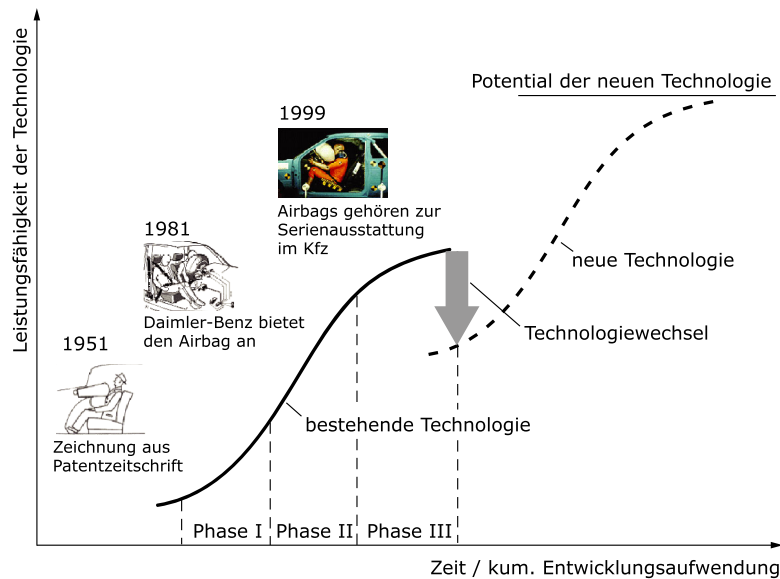 Leistungsfähigkeit der Technologie
Potential der neuen Technologie
1999
Airbags gehören zur
Serienausstattung
im Kfz
1981
Daimler-Benz bietet
den Airbag an
neue Technologie
Technologiewechsel
1951
Zeichnung aus
Patentzeitschrift
bestehende Technologie
Phase I
Phase II
Phase III
Zeit / kum. Entwicklungsaufwendung